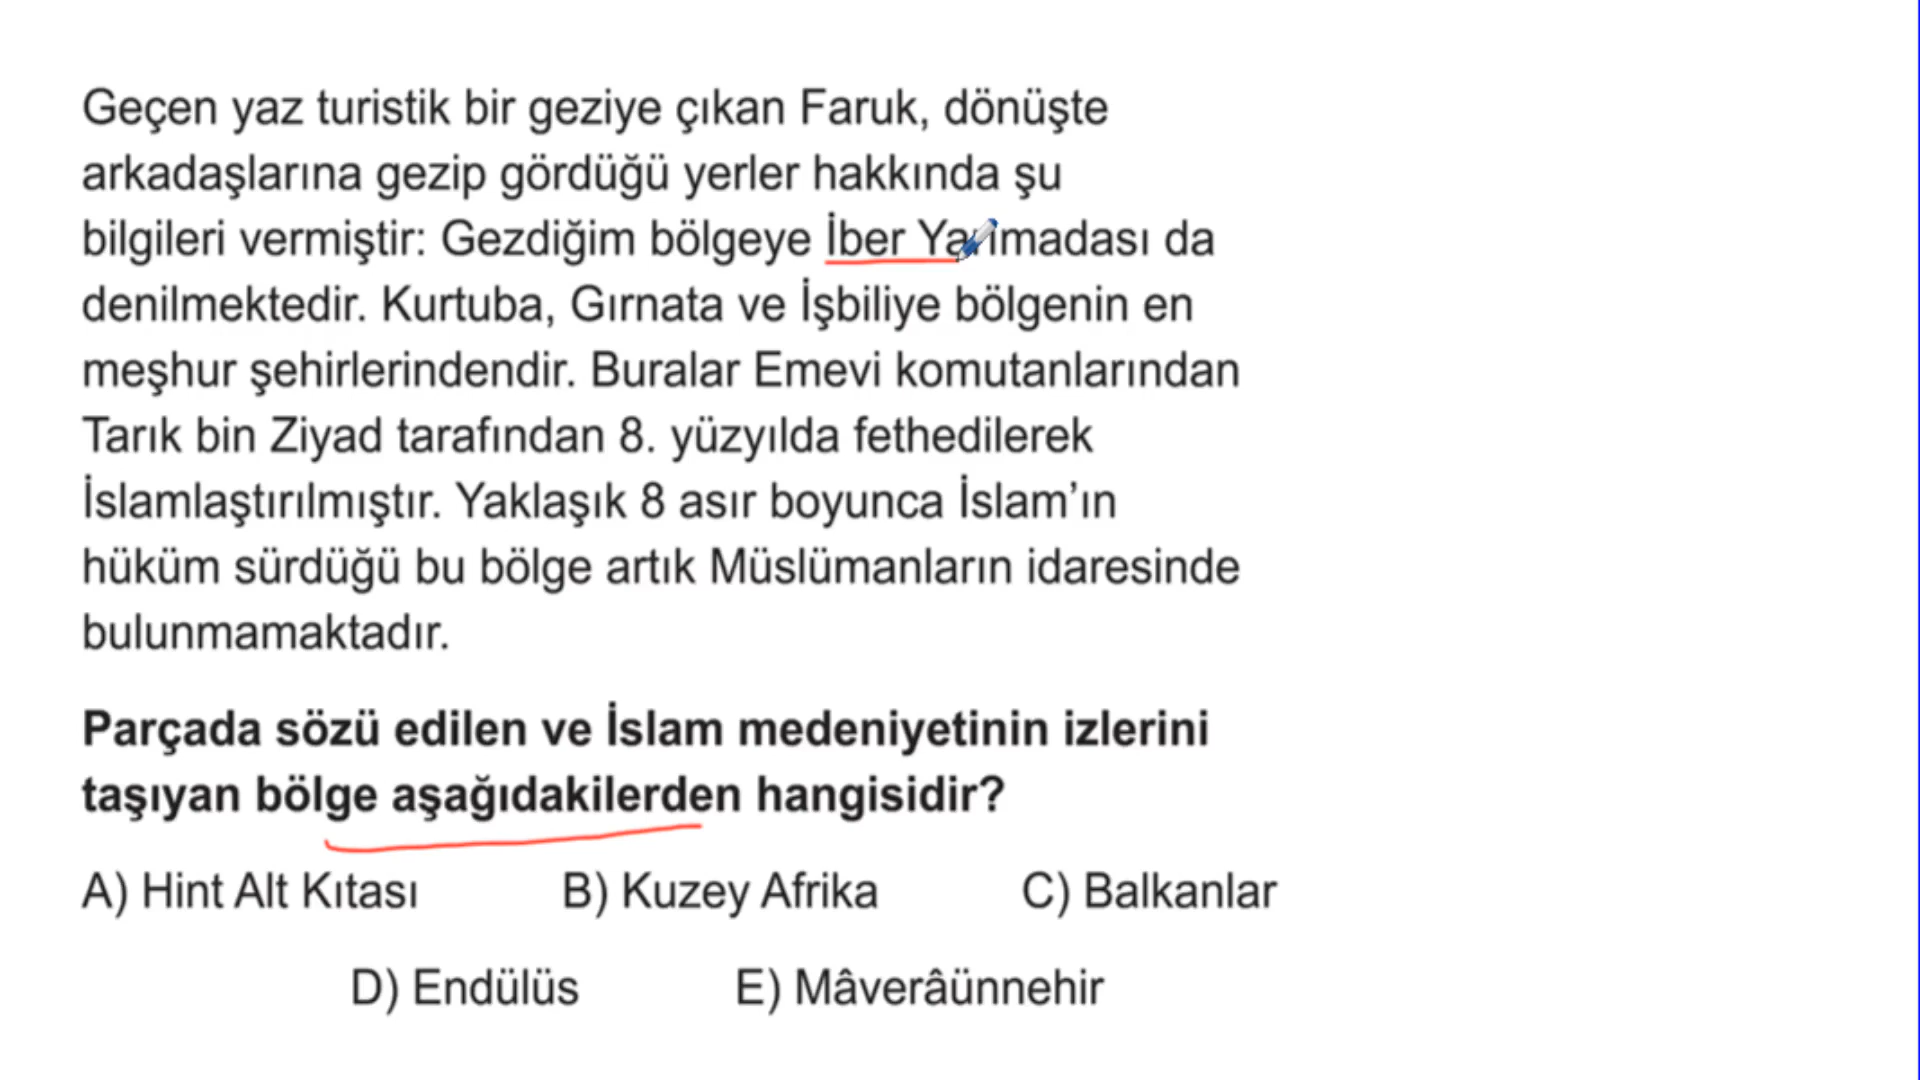 Geçen yaz turistik bir geziye çıkan Faruk, dönüşte
arkadaşlarına gezip gördüğü yerler hakkında şu
bilgileri vermiştir: Gezdiğim bölgeye İber Yarımadası da
denilmektedir. Kurtuba, Gırnata ve İşbiliye bölgenin en
meşhur şehirlerindendir. Buralar Emevi komutanlarından
Tarık bin Ziyad tarafından 8. yüzyılda fethedilerek
İslamlaştırılmıştır. Yaklaşık 8 asır boyunca İslam’ın
hüküm sürdüğü bu bölge artık Müslümanların idaresinde
bulunmamaktadır.
Parçada sözü edilen ve İslam medeniyetinin izlerini
taşıyan bölge aşağıdakilerden hangisidir?
A) Hint Alt Kıtası B) Kuzey Afrika C) Balkanlar
D) Endülüs E) Mâverâünnehir